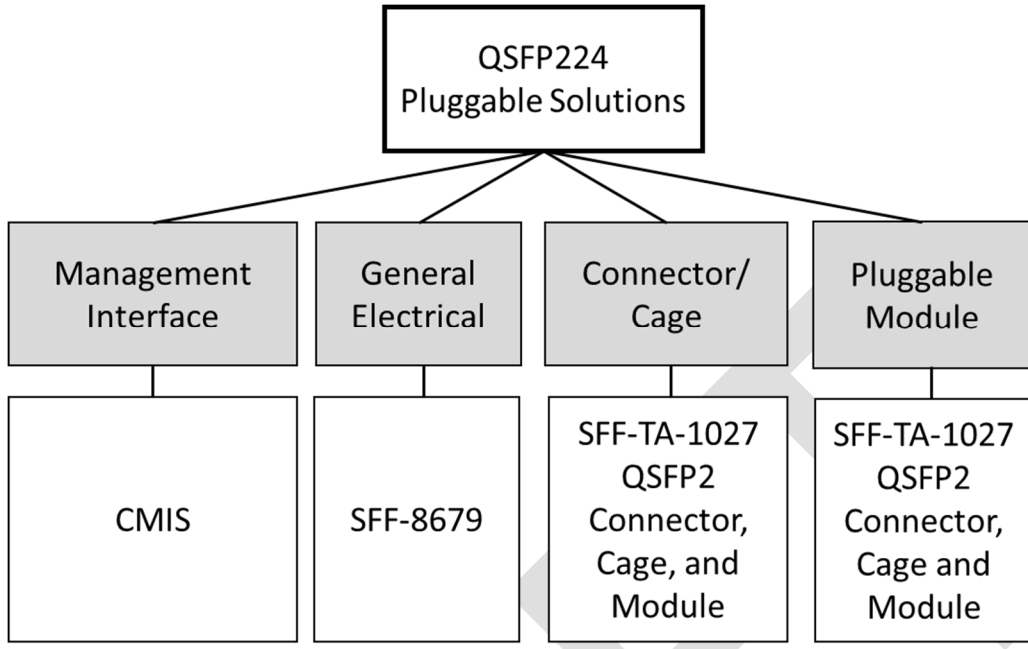 QSFP224
Pluggable Solutions
Management
Interface
General
Electrical
Connector/
Cage
Pluggable
Module
CMIS
SFF-8679
SFF-TA-1027
QSFP2
Connector,
Cage, and
Module
SFF-TA-1027
QSFP2
Connector,
Cage and
Module